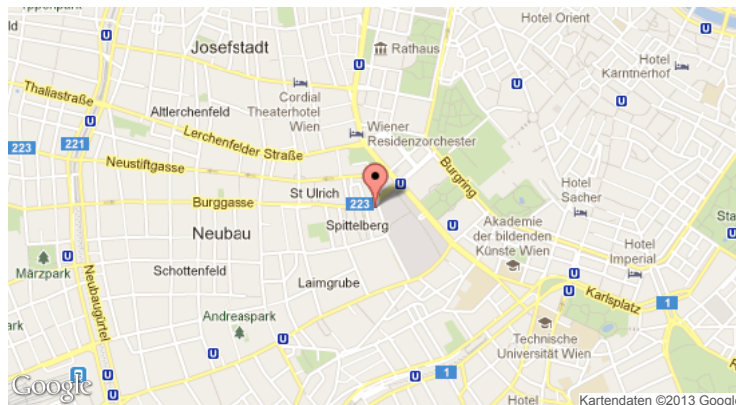 Hotel Orient
Josefstadt
Rathaus
Hotel
Karntnerhof
Thaliastraße
Cordial
Theaterhotel
Wien
Altlerchenfeld
Lerchenfelder Straße
Wiener
Residenzorchester
223
221
Neustiftgasse
Burgring
St Ulrich
Hotel
Sacher
Burggasse
223
Spittelberg
Neubau
Akademie
der bildenden
Künste Wien
Hotel
Imperial
Märzpark
Schottenfeld
Laimgrube
Neubaugürtel
Karlsplatz
1
Andreaspark
Technische
Universität Wien
1
Google
Kartendaten ©2013 Google